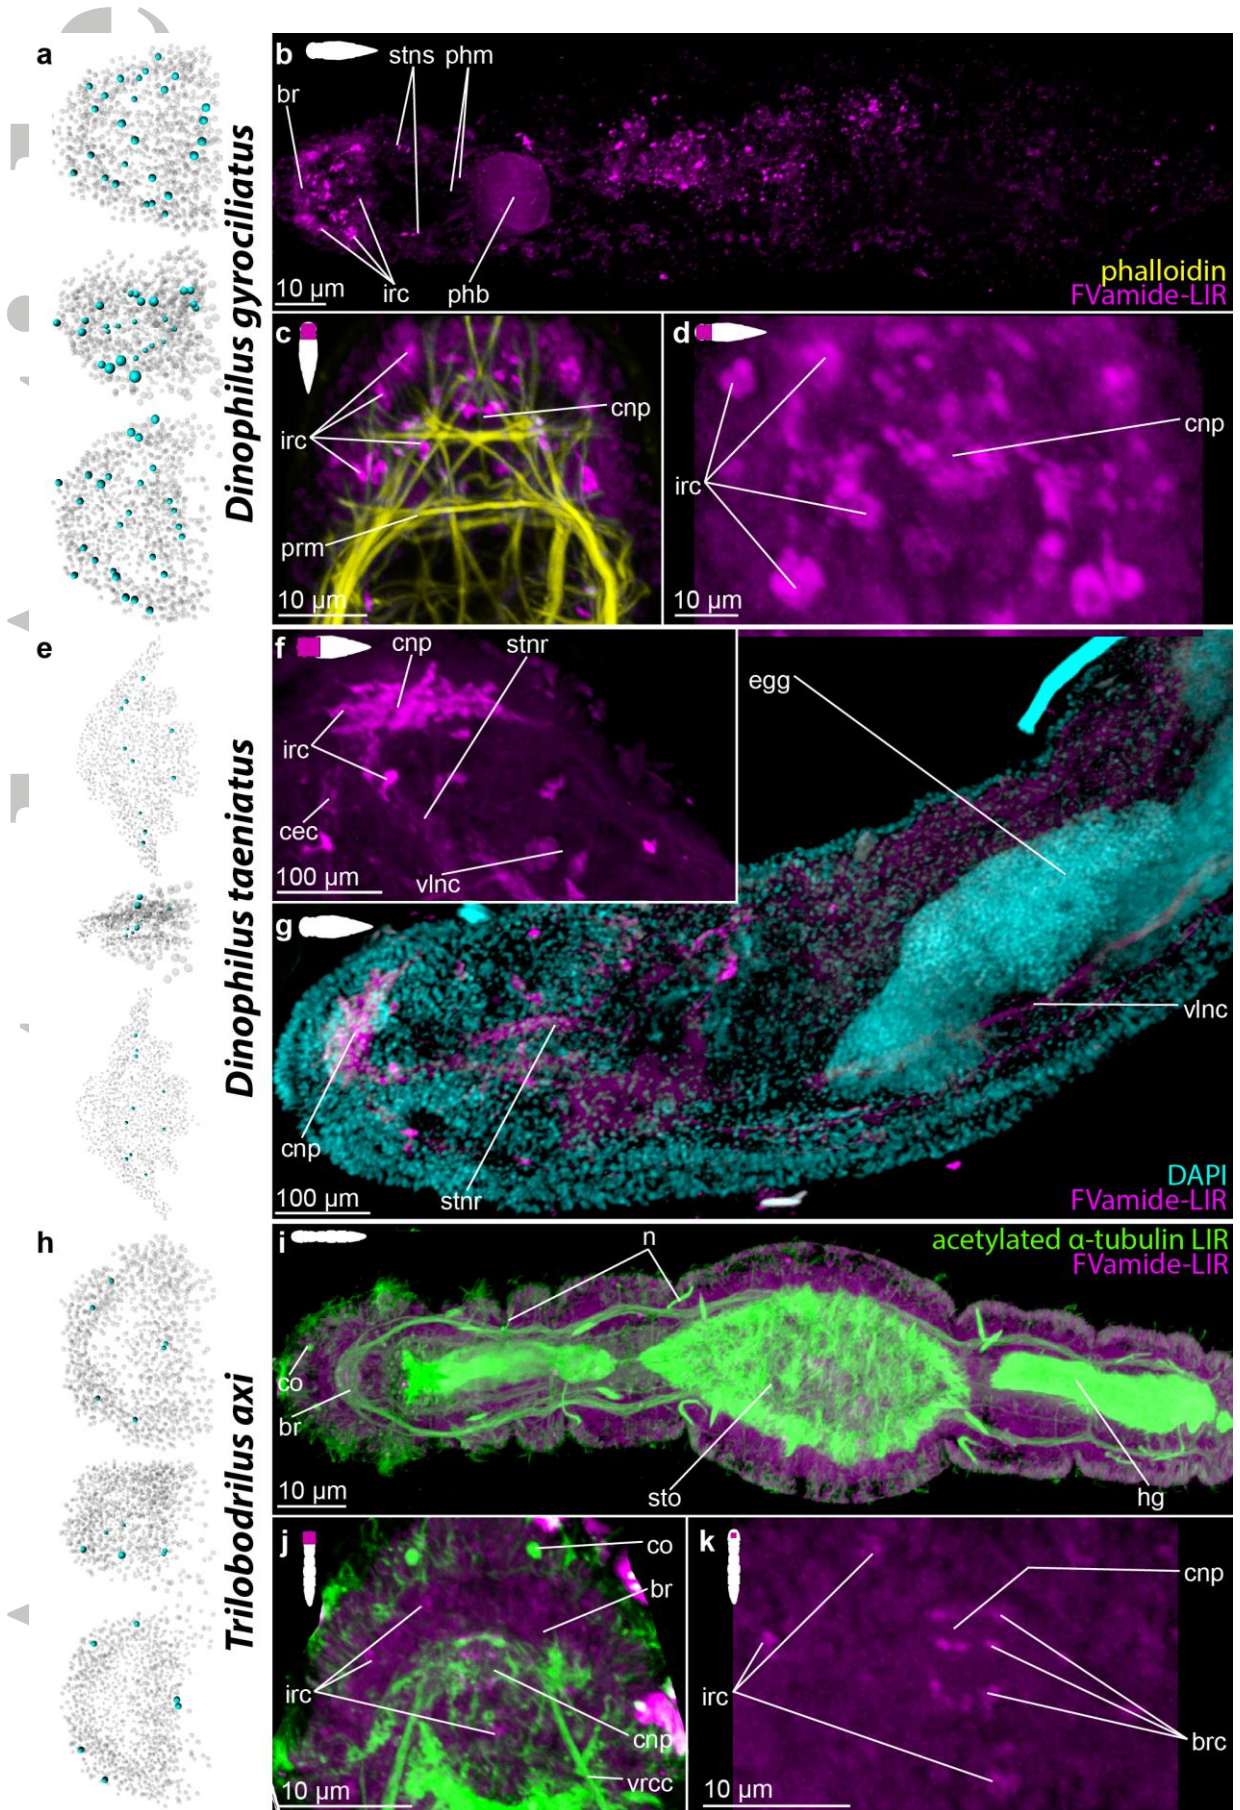 a
Dinophilus gyrociliatus
b
stns
phm
br
irc
phb
10 µm
phalloidin
FVamide-LIR
c
irc
cnp
prm
10 µm
d
cnp
irc
10 µm
e
Dinophilus taeniatus
f
cnp
stnr
irc
cec
vlnc
100 µm
egg
g
vlnc
cnp
stnr
100 µm
DAPI
FVamide-LIR
h
Trilobodrilus axi
i
n
acetylated α-tubulin LIR
FVamide-LIR
co
br
sto
hg
10 µm
j
co
br
irc
cnp
vrcc
10 µm
k
cnp
irc
brc
10 µm